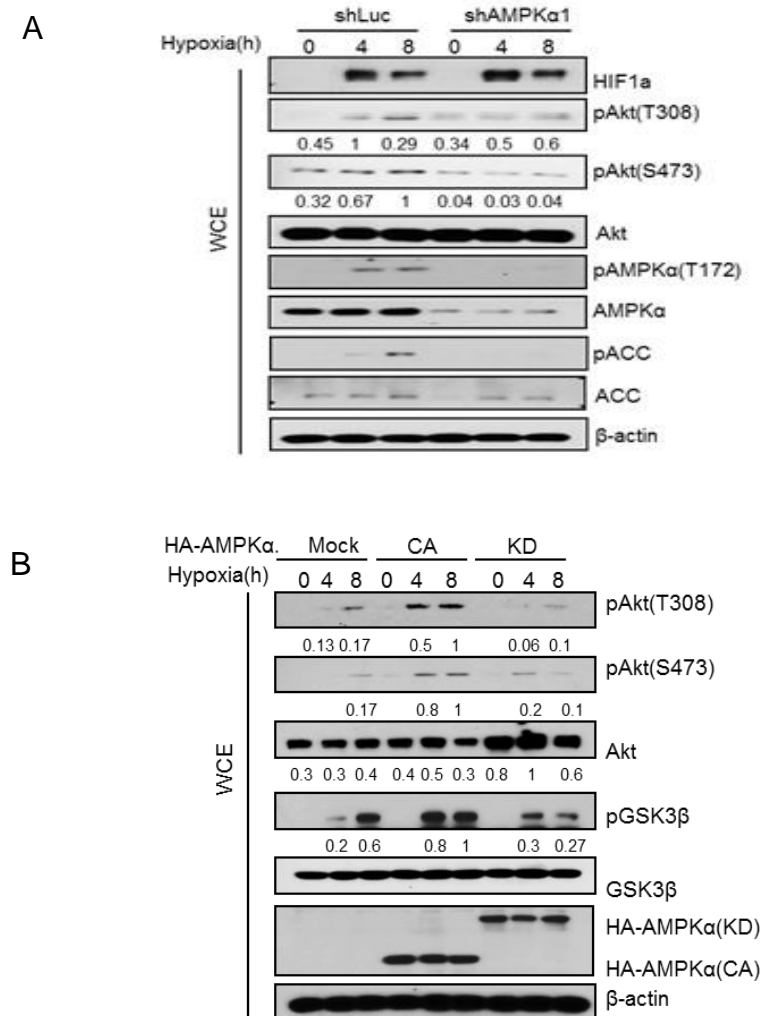 A
shLuc shAMPKα1
Hypoxia(h) 0 4 8 0 4 8
HIF1a
pAkt(T308)
0.45 1 0.29 0.34 0.5 0.6
pAkt(S473)
0.32 0.67 1 0.04 0.03 0.04
Akt
pAMPKα(T172)
AMPKα
pACC
ACC
β-actin
WCE
B
HA-AMPKα. Mock CA KD
Hypoxia(h) 0 4 8 0 4 8 0 4 8
pAkt(T308)
0.13 0.17 0.5 1 0.06 0.1
pAkt(S473)
0.17 0.8 1 0.2 0.1
Akt
0.3 0.3 0.4 0.4 0.5 0.3 0.8 1 0.6
pGSK3β
0.2 0.6 0.8 1 0.3 0.27
GSK3β
HA-AMPKα(KD)
HA-AMPKα(CA)
β-actin
WCE